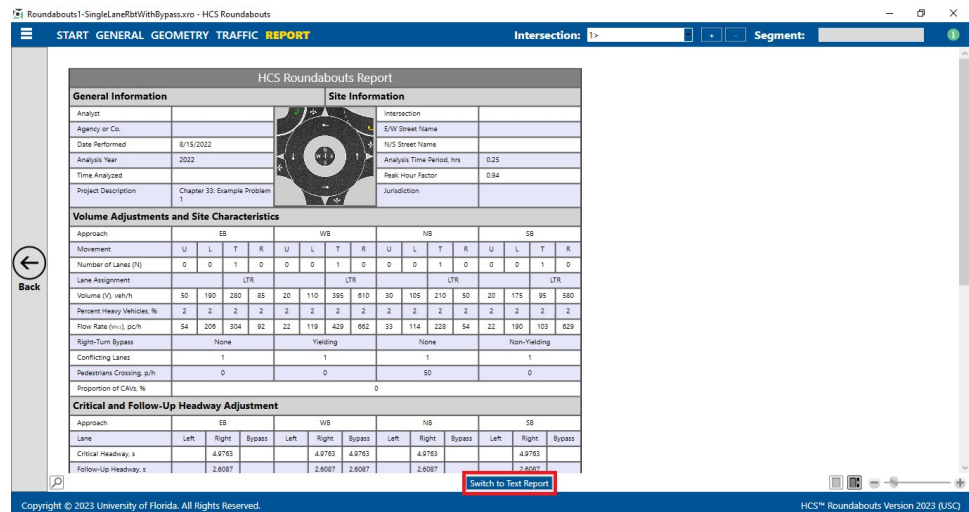 Roundabouts1-SingleLaneRbtWithBypass.xro - HCS Roundabouts
START GENERAL GEOMETRY TRAFFIC REPORT Intersection: 1> + - Segment:
HCS Roundabouts Report
General Information Site Information
Analyst Intersection
Agency or Co. E/W Street Name
Date Performed 8/15/2022 N/S Street Name
Analysis Year 2022 Analysis Time Period, hrs 0.25
Time Analyzed Peak Hour Factor 0.94
Project Description Chapter 33: Example Problem 1 Jurisdiction
Volume Adjustments and Site Characteristics
Approach EB WB NB SB
Movement U L T R U L T R U L T R U L T R
Number of Lanes (N) 0 0 1 0 0 0 1 0 0 0 1 0 0 0 1 0
Lane Assignment LTR LTR LTR LTR
Volume (V), veh/h 50 190 280 85 20 110 395 610 30 105 210 50 20 175 95 580
Percent Heavy Vehicles, % 2 2 2 2 2 2 2 2 2 2 2 2 2 2 2 2
Flow Rate (vPCE), pc/h 54 206 304 92 22 119 429 662 33 114 228 54 22 190 103 629
Right-Turn Bypass None Yielding None Non-Yielding
Conflicting Lanes 1 1 1 1
Pedestrians Crossing, p/h 0 0 50 0
Proportion of CAVs, % 0
Critical and Follow-Up Headway Adjustment
Approach EB WB NB SB
Lane Left Right Bypass Left Right Bypass Left Right Bypass Left Right Bypass
Critical Headway, s 4.9763 4.9763 4.9763 4.9763 4.9763
Follow-Up Headway, s 2.6087 2.6087 2.6087 2.6087 2.6087
Back
Switch to Text Report
Copyright © 2023 University of Florida. All Rights Reserved. HCS™ Roundabouts Version 2023 (USC)